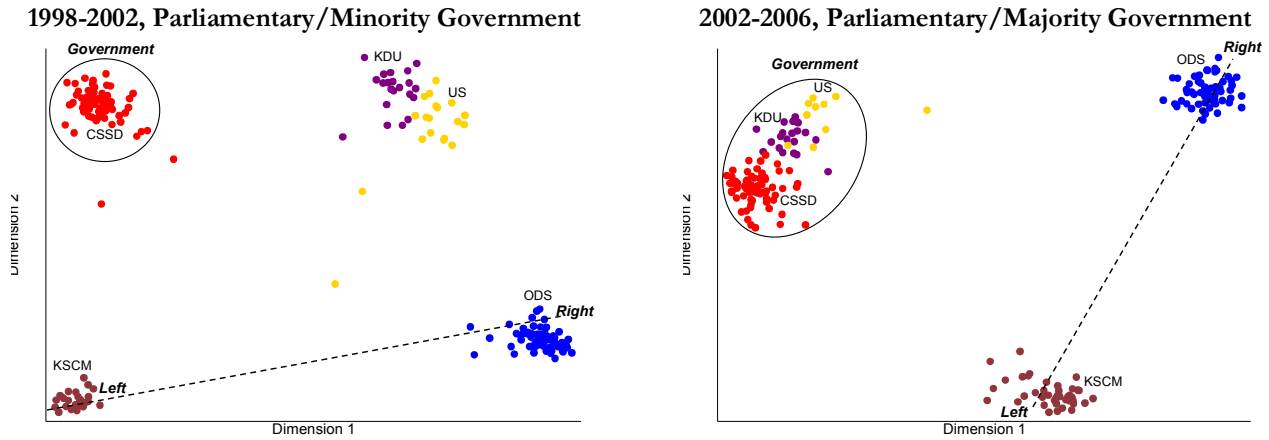 1998-2002, Parliamentary/Minority Government
Government
KDU
US
CSSD
Dimension 2
ODS
Right
KSCM
Left
Dimension 1
2002-2006, Parliamentary/Majority Government
Right
ODS
Government
US
KDU
CSSD
Dimension 2
KSCM
Left
Dimension 1